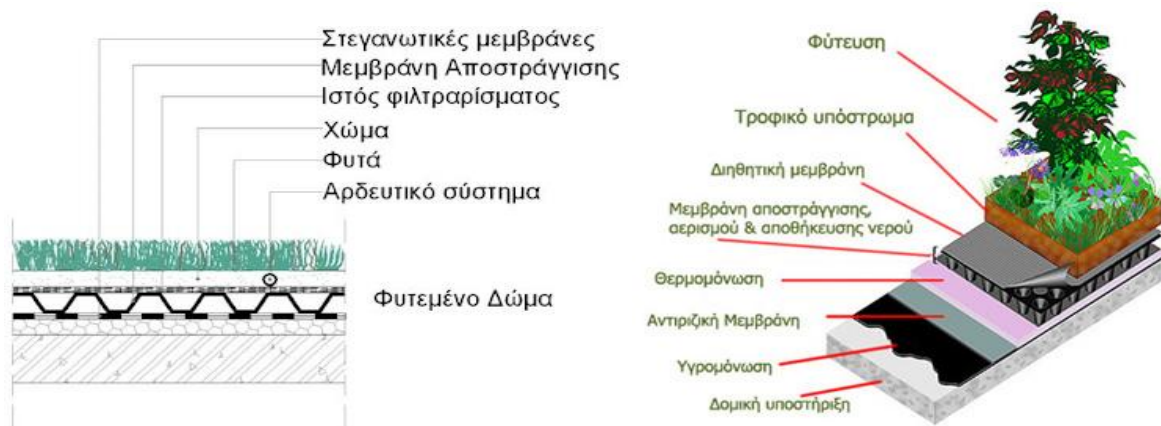 Στεγανωτικές μεμβράνες
Μεμβράνη Αποστράγγισης
Ιστός φιλτραρίσματος
Χώμα
Φυτά
Αρδευτικό σύστημα
Φυτεμένο Δώμα
Φύτευση
Τροφικό υπόστρωμα
Διηθητική μεμβράνη
Μεμβράνη αποστράγγισης,
αερισμού & αποθήκευσης νερού
Θερμομόνωση
Αντιριζική Μεμβράνη
Υγρομόνωση
Δομική υποστήριξη